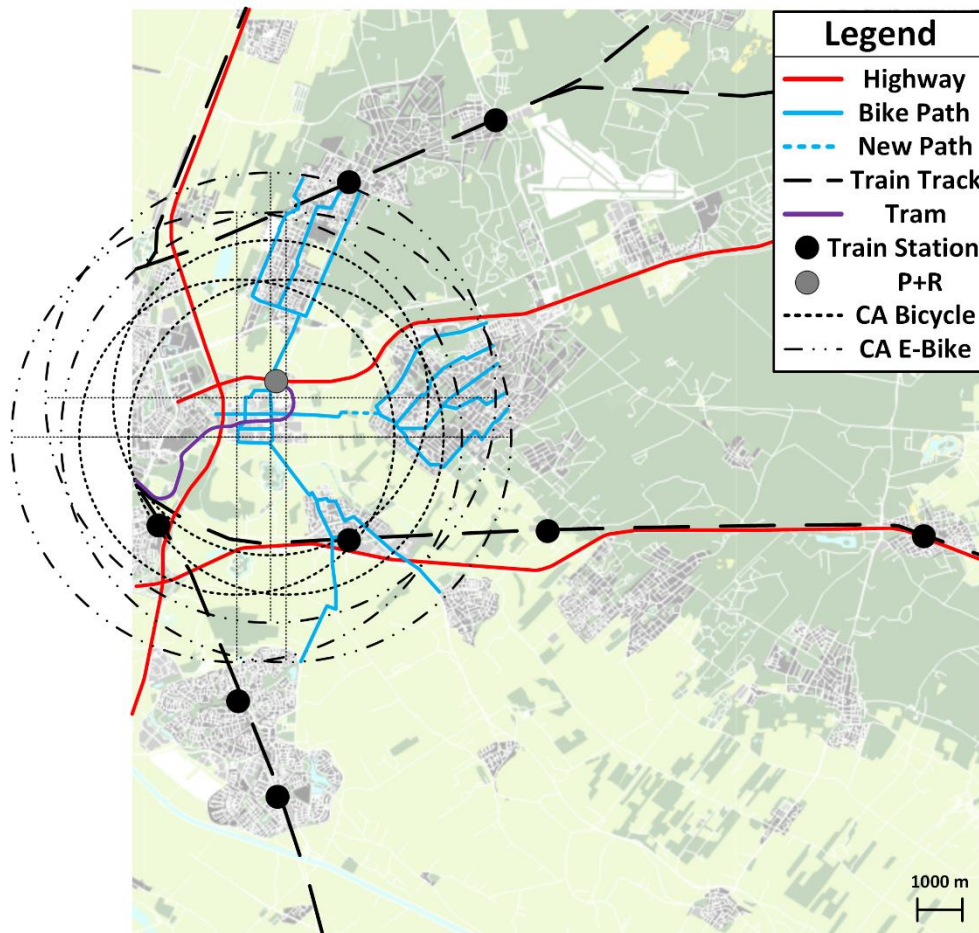 Legend
Highway
Bike Path
New Path
Train Track
Tram
Train Station
P+R
CA Bicycle
CA E-Bike
1000 m